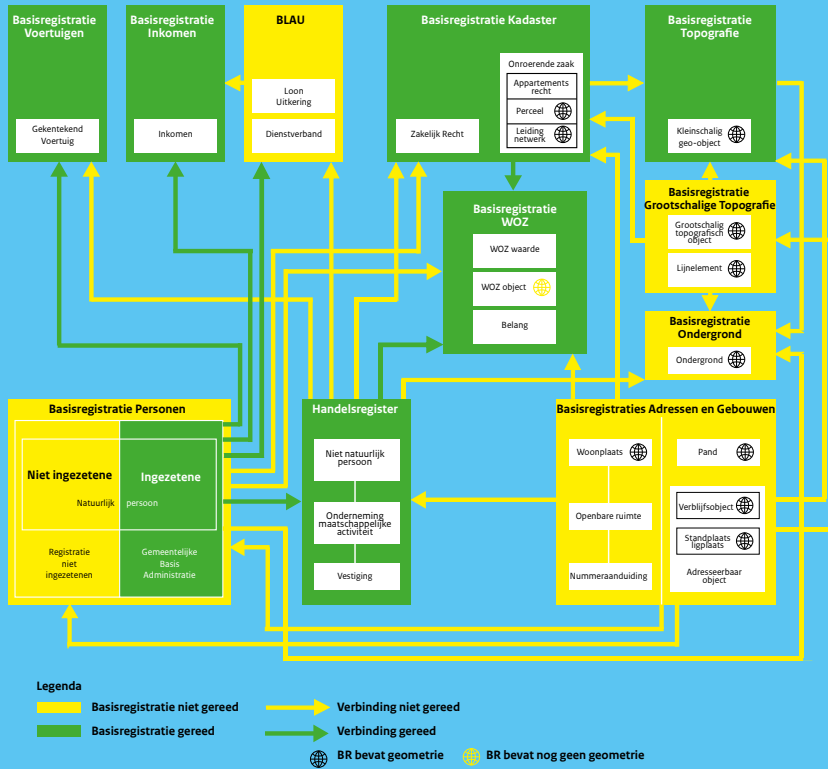 Basisregistratie
Voertuigen
Gekentekend
Voertuig
Basisregistratie
Inkomen
Inkomen
BLAU
Loon
Uitkering
Dienstverband
Basisregistratie Kadaster
Zakelijk Recht
Onroerende zaak
Appartements
recht
Perceel
Leiding
netwerk
Basisregistratie
Topografie
Kleinschalig
geo-object
Basisregistratie
WOZ
WOZ waarde
WOZ object
Belang
Basisregistratie
Grootschalige Topografie
Grootschalig
topografisch
object
Lijnelement
Basisregistratie
Ondergrond
Ondergrond
Basisregistratie Personen
Niet ingezetene
Ingezetene
Natuurlijk persoon
Registratie
niet
ingezetenen
Gemeentelijke
Basis
Administratie
Handelsregister
Niet natuurlijk
persoon
Onderneming
maatschappelijke
activiteit
Vestiging
Basisregistraties Adressen en Gebouwen
Woonplaats
Openbare ruimte
Nummeraanduiding
Pand
Verblijfsobject
Standplaats
ligplaats
Adresseerbaar
object
Legenda
Basisregistratie niet gereed
Verbinding niet gereed
Basisregistratie gereed
Verbinding gereed
BR bevat geometrie
BR bevat nog geen geometrie